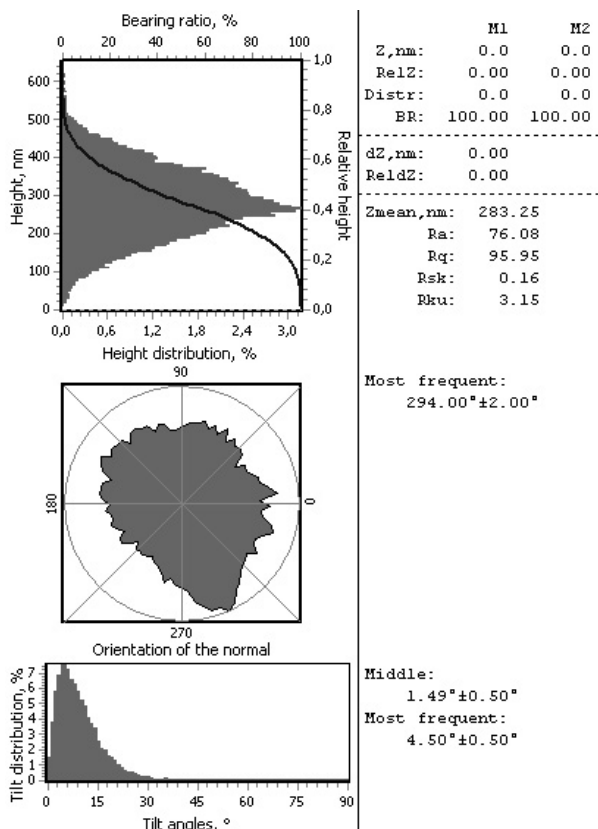 Bearing ratio, %
0 20 40 60 80 100
600
500
400
300
200
100
0
Height, nm
1,0
0,8
0,6
0,4
0,2
0,0
Relative height
0,0 0,6 1,2 1,8 2,4 3,0
Height distribution, %
M1 M2
Z,nm: 0.0 0.0
RelZ: 0.00 0.00
Distr: 0.0 0.0
BR: 100.00 100.00
dZ,nm: 0.00
ReldZ: 0.00
Zmean,nm: 283.25
Ra: 76.08
Rq: 95.95
Rsk: 0.16
Rku: 3.15
90
180
0
270
Orientation of the normal
Most frequent:
294.00°±2.00°
Tilt distribution, %
7
6
5
4
3
2
1
0
0 15 30 45 60 75 90
Tilt angles, °
Middle:
1.49°±0.50°
Most frequent:
4.50°±0.50°